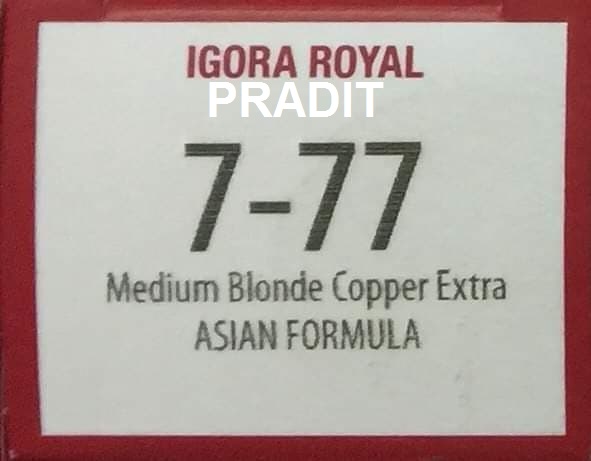 IGORA ROYAL
PRADIT
7-77
Medium Blonde Copper Extra
ASIAN FORMULA